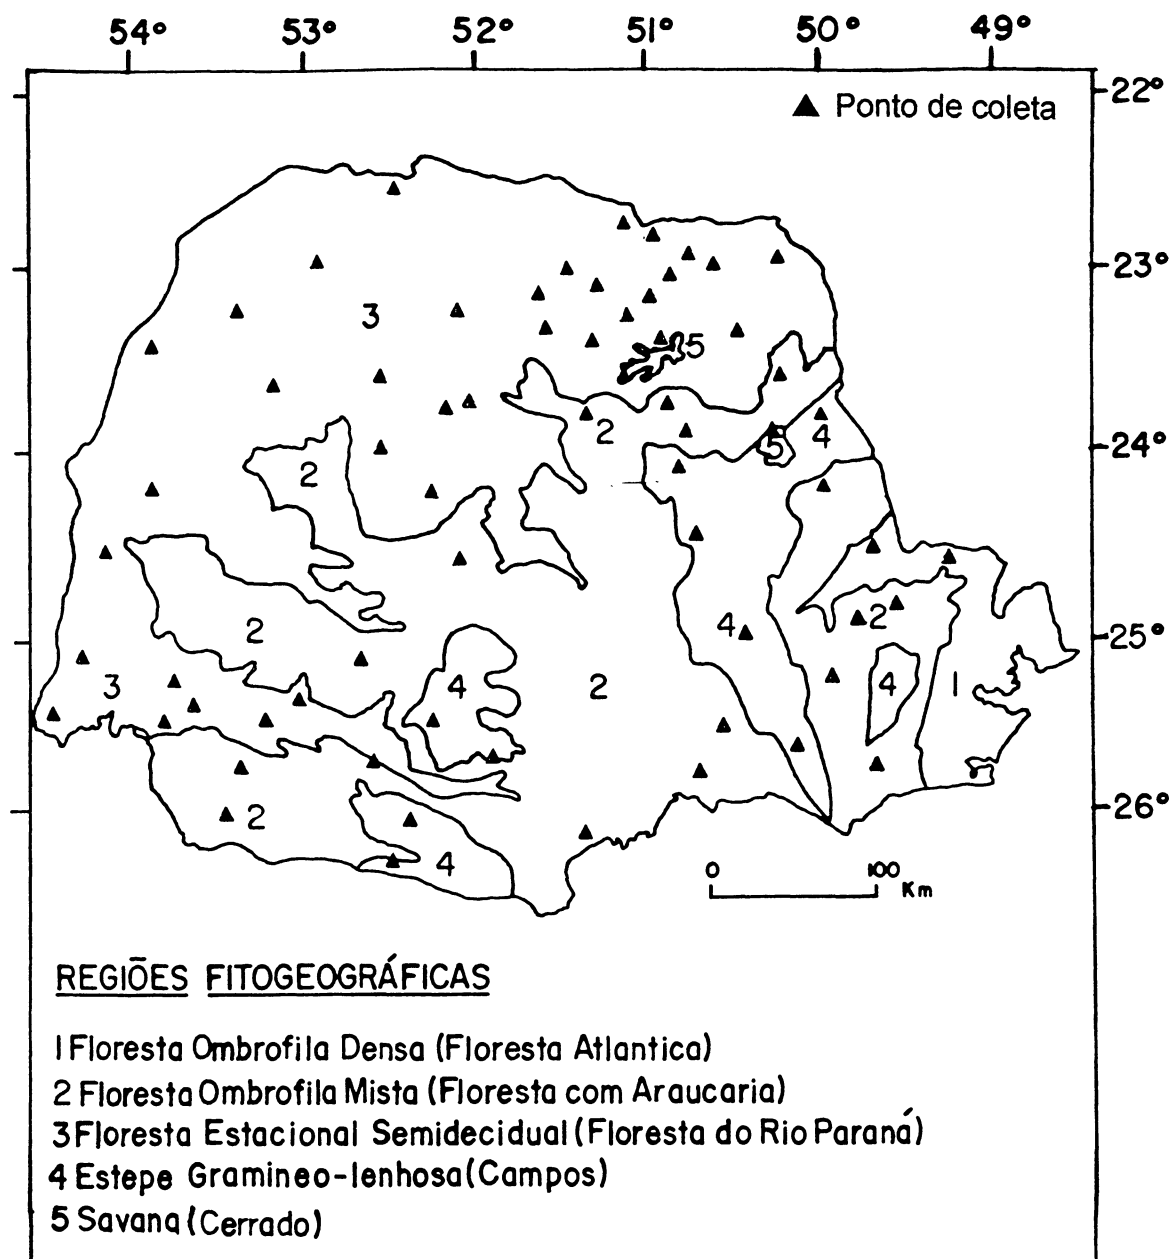 54° 53° 52° 51° 50° 49°
22°
▲ Ponto de coleta
23°
3
5
2
5
4
24°
2
2
4
2
25°
3
4
2
4
1
2
4
26°
0 100
Km
REGIÕES FITOGEOGRÁFICAS
1 Floresta Ombrofila Densa (Floresta Atlantica)
2 Floresta Ombrofila Mista (Floresta com Araucaria)
3 Floresta Estacional Semidecidual (Floresta do Rio Paraná)
4 Estepe Gramineo-lenhosa (Campos)
5 Savana (Cerrado)